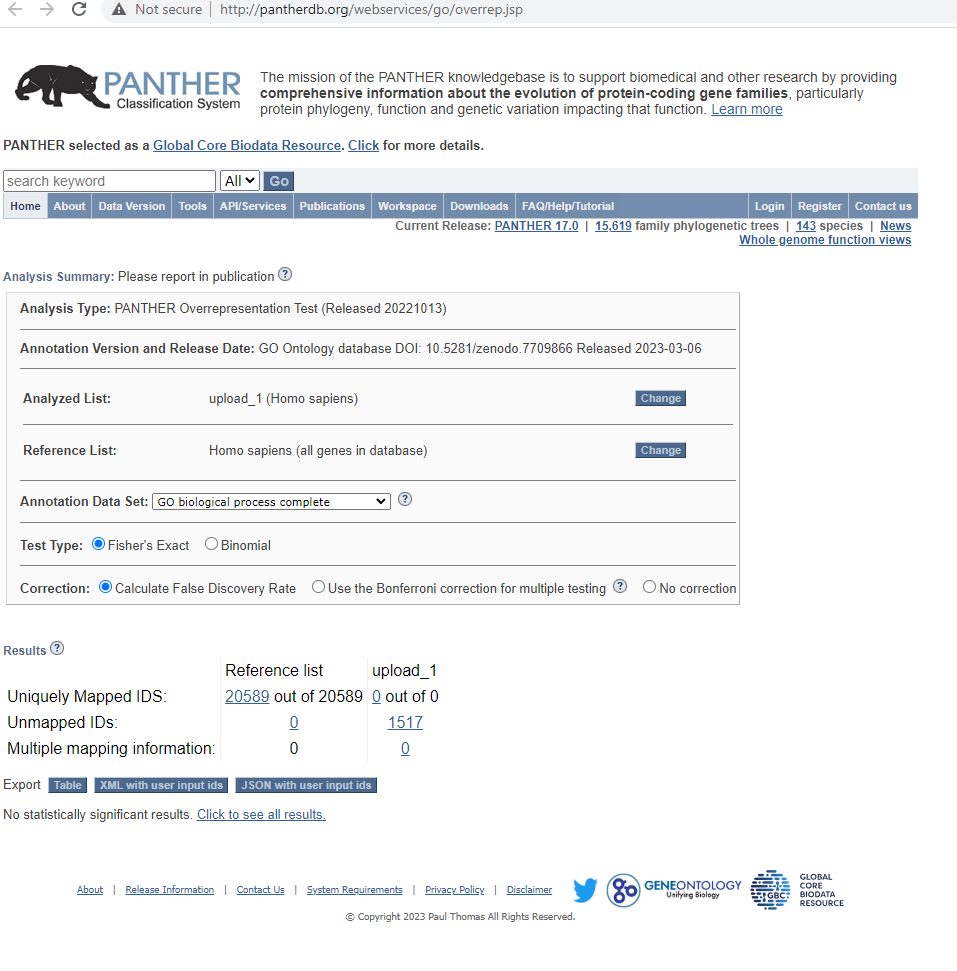 Not secure | http://pantherdb.org/webservices/go/overrep.jsp
PANTHER
Classification System
The mission of the PANTHER knowledgebase is to support biomedical and other research by providing
comprehensive information about the evolution of protein-coding gene families, particularly
protein phylogeny, function and genetic variation impacting that function. Learn more
PANTHER selected as a Global Core Biodata Resource. Click for more details.
search keyword All Go
Home About Data Version Tools API/Services Publications Workspace Downloads FAQ/Help/Tutorial Login Register Contact us
Current Release: PANTHER 17.0 | 15,619 family phylogenetic trees | 143 species | News
Whole genome function views
Analysis Summary: Please report in publication ?
Analysis Type: PANTHER Overrepresentation Test (Released 20221013)
Annotation Version and Release Date: GO Ontology database DOI: 10.5281/zenodo.7709866 Released 2023-03-06
Analyzed List: upload_1 (Homo sapiens) Change
Reference List: Homo sapiens (all genes in database) Change
Annotation Data Set: GO biological process complete ?
Test Type: Fisher's Exact Binomial
Correction: Calculate False Discovery Rate Use the Bonferroni correction for multiple testing ? No correction
Results ?
Reference list upload_1
Uniquely Mapped IDS: 20589 out of 20589 0 out of 0
Unmapped IDs: 0 1517
Multiple mapping information: 0 0
Export Table XML with user input ids JSON with user input ids
No statistically significant results. Click to see all results.
About | Release Information | Contact Us | System Requirements | Privacy Policy | Disclaimer
GENEONTOLOGY
Unifying Biology
GBC
GLOBAL
CORE
BIODATA
RESOURCE
© Copyright 2023 Paul Thomas All Rights Reserved.